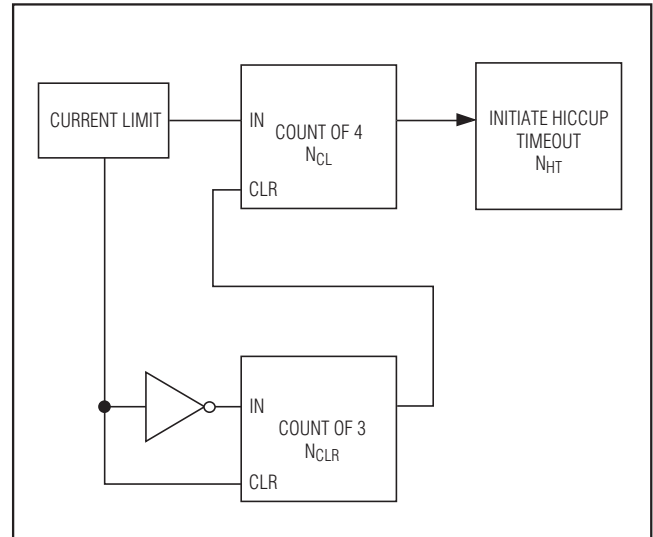 CURRENT LIMIT
IN
COUNT OF 4
NCL
CLR
INITIATE HICCUP
TIMEOUT
NHT
IN
COUNT OF 3
NCLR
CLR